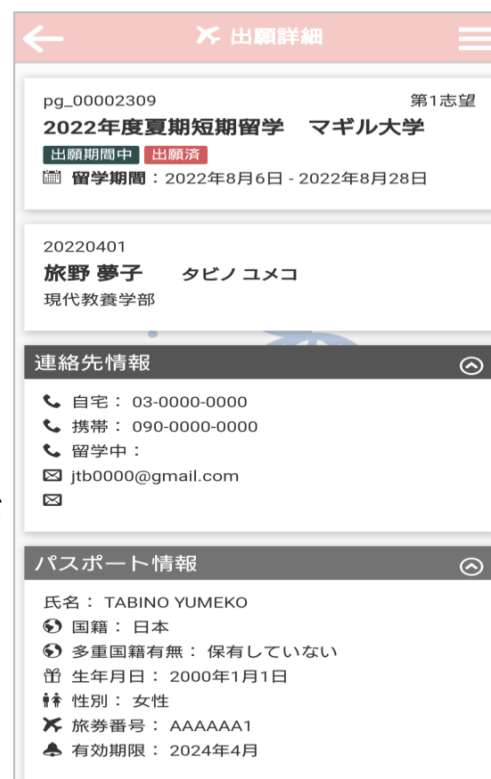 出願詳細
pg_00002309 第1志望
2022年度夏期短期留学 マギル大学
出願期間中 出願済
留学期間：2022年8月6日 - 2022年8月28日
20220401
旅野 夢子 タビノ ユメコ
現代教養学部
連絡先情報
自宅： 03-0000-0000
携帯： 090-0000-0000
留学中：
jtb0000@gmail.com
パスポート情報
氏名： TABINO YUMEKO
国籍： 日本
多重国籍有無： 保有していない
生年月日： 2000年1月1日
性別： 女性
旅券番号： AAAAAA1
有効期限： 2024年4月